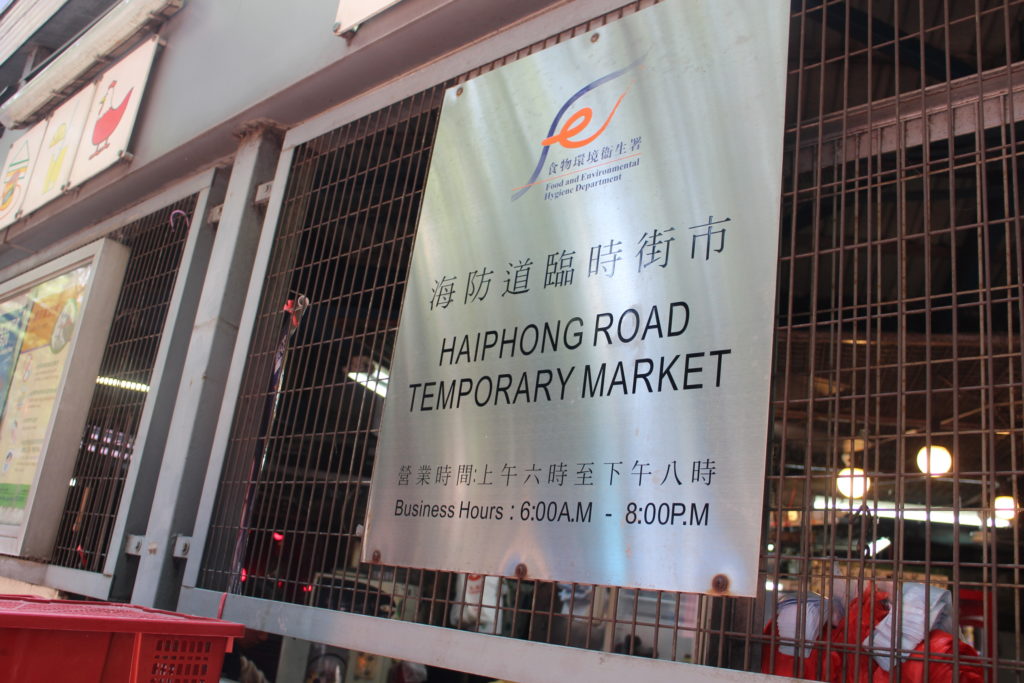 食物環境衞生署
Food and Environmental
Hygiene Department
海防道臨時街市
HAIPHONG ROAD
TEMPORARY MARKET
營業時間:上午六時至下午八時
Business Hours : 6:00A.M - 8:00P.M